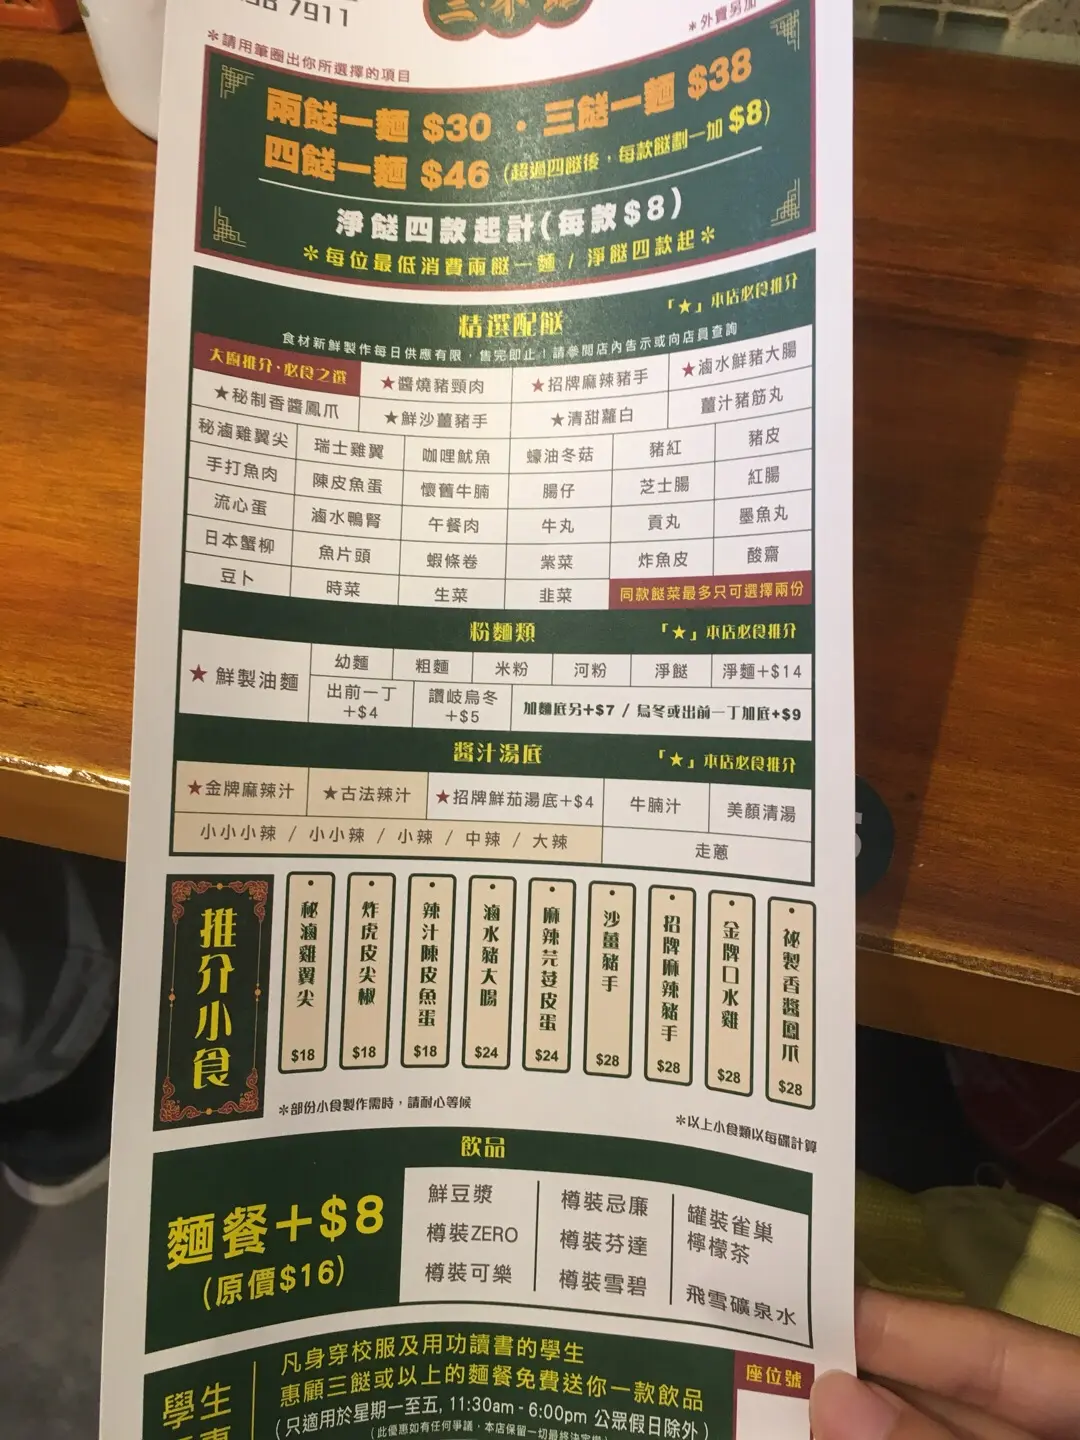 7911
*外賣另加
*請用筆圈出你所選擇的項目
兩餸一麵 $30 · 三餸一麵 $38
四餸一麵 $46 (超過四餸後，每款餸劃一加 $8)
淨餸四款起計(每款$8)
*每位最低消費兩餸一麵 / 淨餸四款起*
精選配餸 「★」本店必食推介
食材新鮮製作每日供應有限，售完即止！請參閱店內告示或向店員查詢
大廚推介·必食之選 ★醬燒豬頸肉 ★招牌麻辣豬手 ★滷水鮮豬大腸
★秘制香醬鳳爪 ★鮮沙薑豬手 ★清甜蘿白 薑汁豬筋丸
秘滷雞翼尖 瑞士雞翼 咖哩魷魚 蠔油冬菇 豬紅 豬皮
手打魚肉 陳皮魚蛋 懷舊牛腩 腸仔 芝士腸 紅腸
流心蛋 滷水鴨腎 午餐肉 牛丸 貢丸 墨魚丸
日本蟹柳 魚片頭 蝦條卷 紫菜 炸魚皮 酸齋
豆卜 時菜 生菜 韭菜 同款餸菜最多只可選擇兩份
粉麵類 「★」本店必食推介
★ 鮮製油麵 幼麵 粗麵 米粉 河粉 淨餸 淨麵+$14
出前一丁+$4 讚岐烏冬+$5 加麵底另+$7 / 烏冬或出前一丁加底+$9
醬汁湯底 「★」本店必食推介
★金牌麻辣汁 ★古法辣汁 ★招牌鮮茄湯底+$4 牛腩汁 美顏清湯
小小小辣 / 小小辣 / 小辣 / 中辣 / 大辣 走蔥
推介小食
秘滷雞翼尖 $18
炸虎皮尖椒 $18
辣汁陳皮魚蛋 $18
滷水豬大腸 $24
麻辣芫荽皮蛋 $24
沙薑豬手 $28
招牌麻辣豬手 $28
金牌口水雞 $28
祕製香醬鳳爪 $28
*部份小食製作需時，請耐心等候
*以上小食類以每碟計算
飲品
麵餐+$8
(原價$16)
鮮豆漿 樽裝忌廉 罐裝雀巢檸檬茶
樽裝ZERO 樽裝芬達
樽裝可樂 樽裝雪碧 飛雪礦泉水
學生
凡身穿校服及用功讀書的學生
惠顧三餸或以上的麵餐免費送你一款飲品
(只適用於星期一至五, 11:30am - 6:00pm 公眾假日除外)
(此優惠如有任何爭議，本店保留一切最終決定
座位號